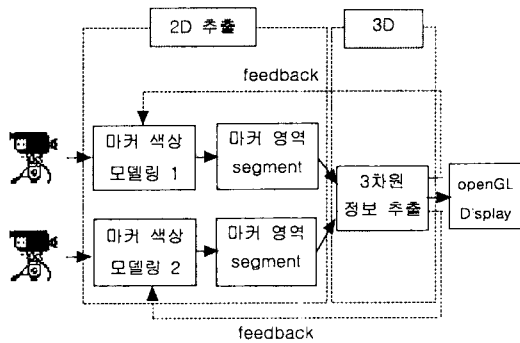 2D 추출
3D
feedback
마커 색상
모델링 1
마커 영역
segment
3차원
정보 추출
openGL
Display
마커 색상
모델링 2
마커 영역
segment
feedback